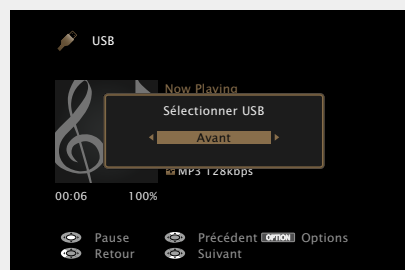 USB
Now Playing
Sélectionner USB
Avant
MP3 128kbps
00:06 100%
Pause Précédent OPTION Options
Retour Suivant